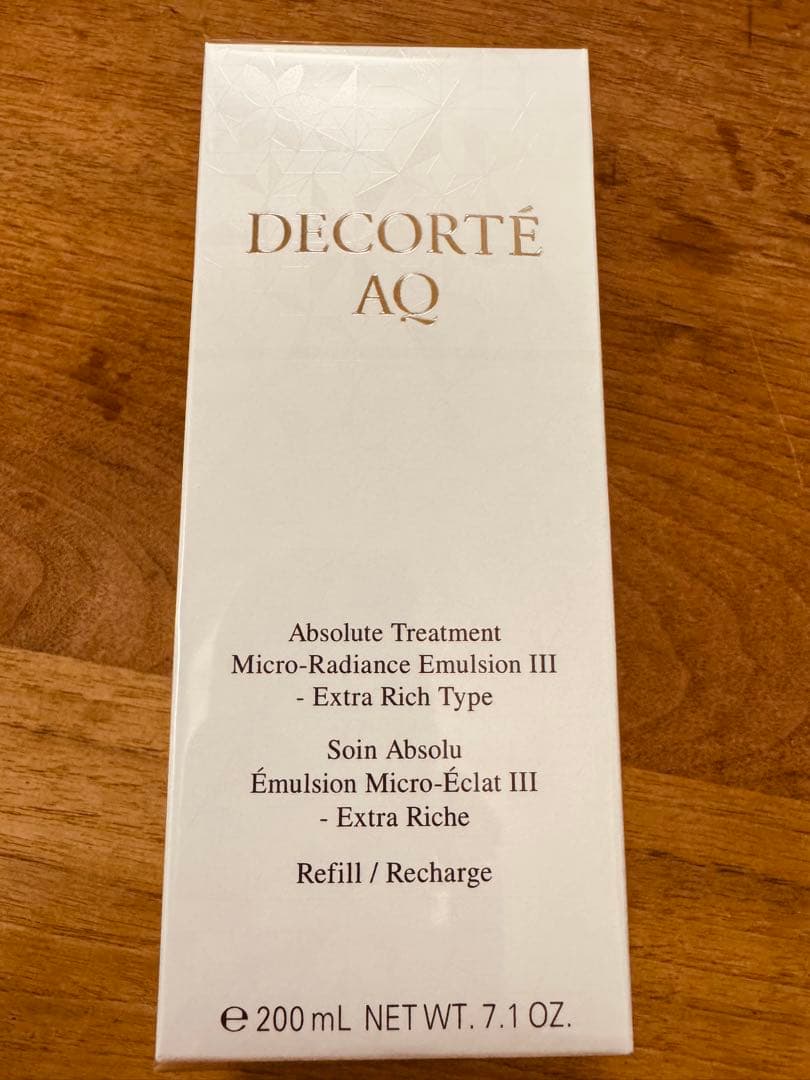 DECORTÉ
AQ
Absolute Treatment
Micro-Radiance Emulsion III
- Extra Rich Type
Soin Absolu
Émulsion Micro-Éclat III
- Extra Riche
Refill / Recharge
℮ 200 mL NET WT. 7.1 OZ.